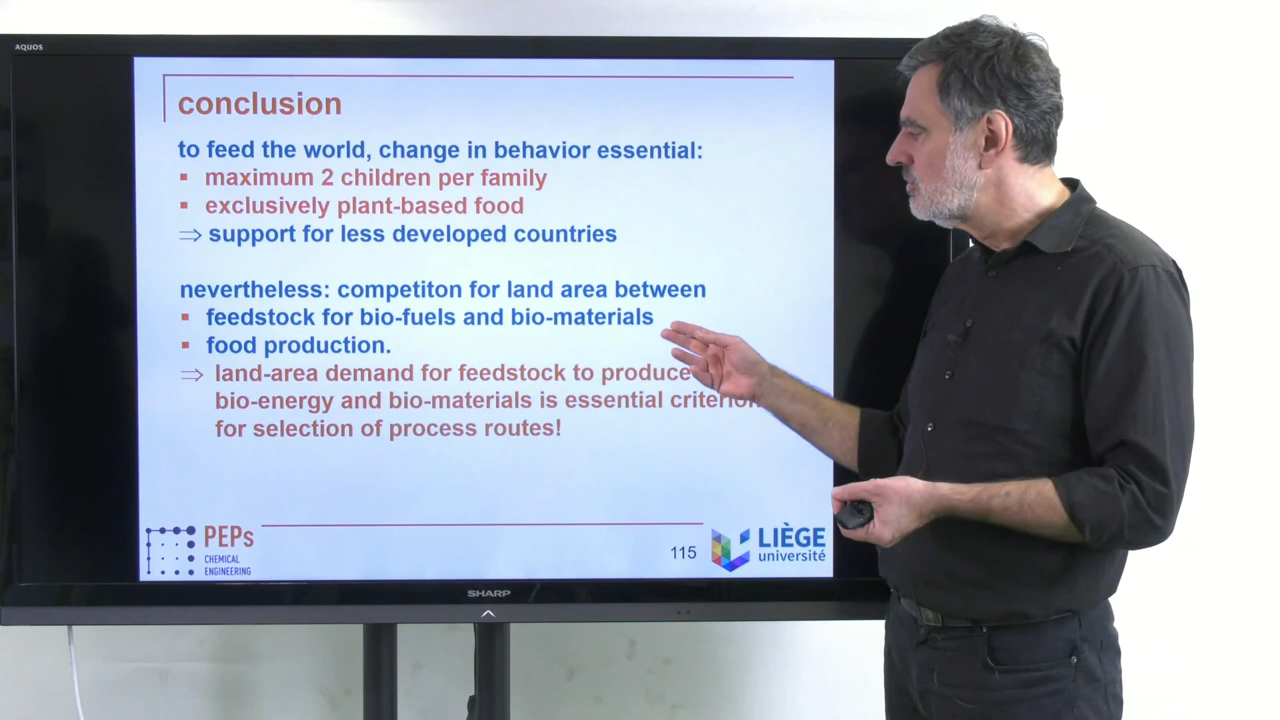 AQUOS
conclusion
to feed the world, change in behavior essential:
▪ maximum 2 children per family
▪ exclusively plant-based food
⇒ support for less developed countries
nevertheless: competiton for land area between
▪ feedstock for bio-fuels and bio-materials
▪ food production.
⇒ land-area demand for feedstock to produce
bio-energy and bio-materials is essential criterion
for selection of process routes!
PEPs
CHEMICAL
ENGINEERING
115
LIÈGE
université
SHARP